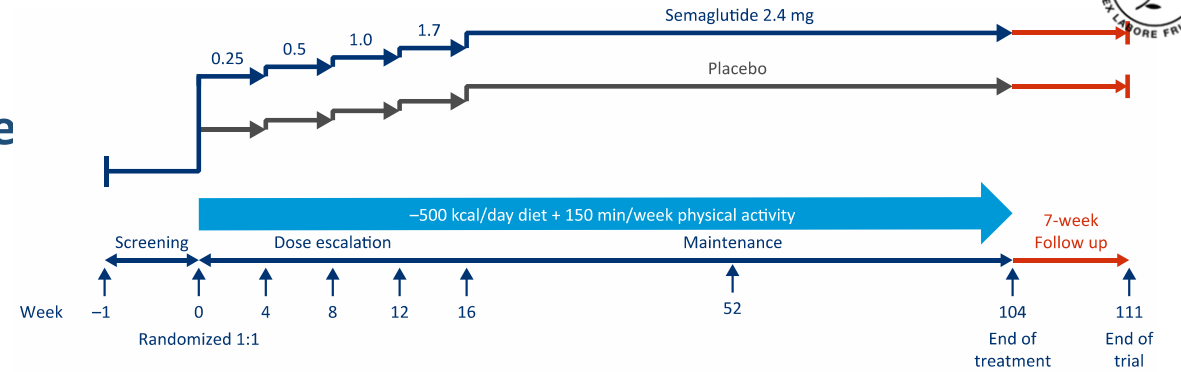 Semaglutide 2.4 mg
0.25
0.5
1.0
1.7
Placebo
e
–500 kcal/day diet + 150 min/week physical activity
7-week
Follow up
Screening
Dose escalation
Maintenance
Week
–1
0
4
8
12
16
52
104
111
Randomized 1:1
End of
treatment
End of
trial